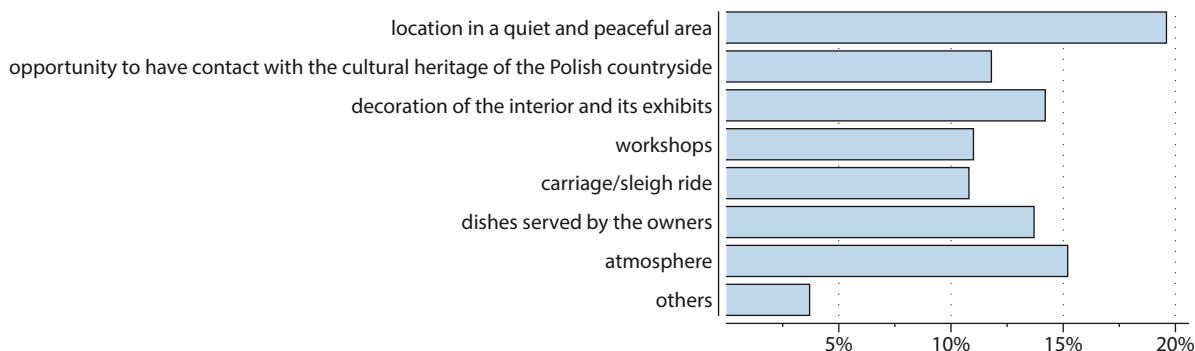 location in a quiet and peaceful area
opportunity to have contact with the cultural heritage of the Polish countryside
decoration of the interior and its exhibits
workshops
carriage/sleigh ride
dishes served by the owners
atmosphere
others
5% 10% 15% 20%